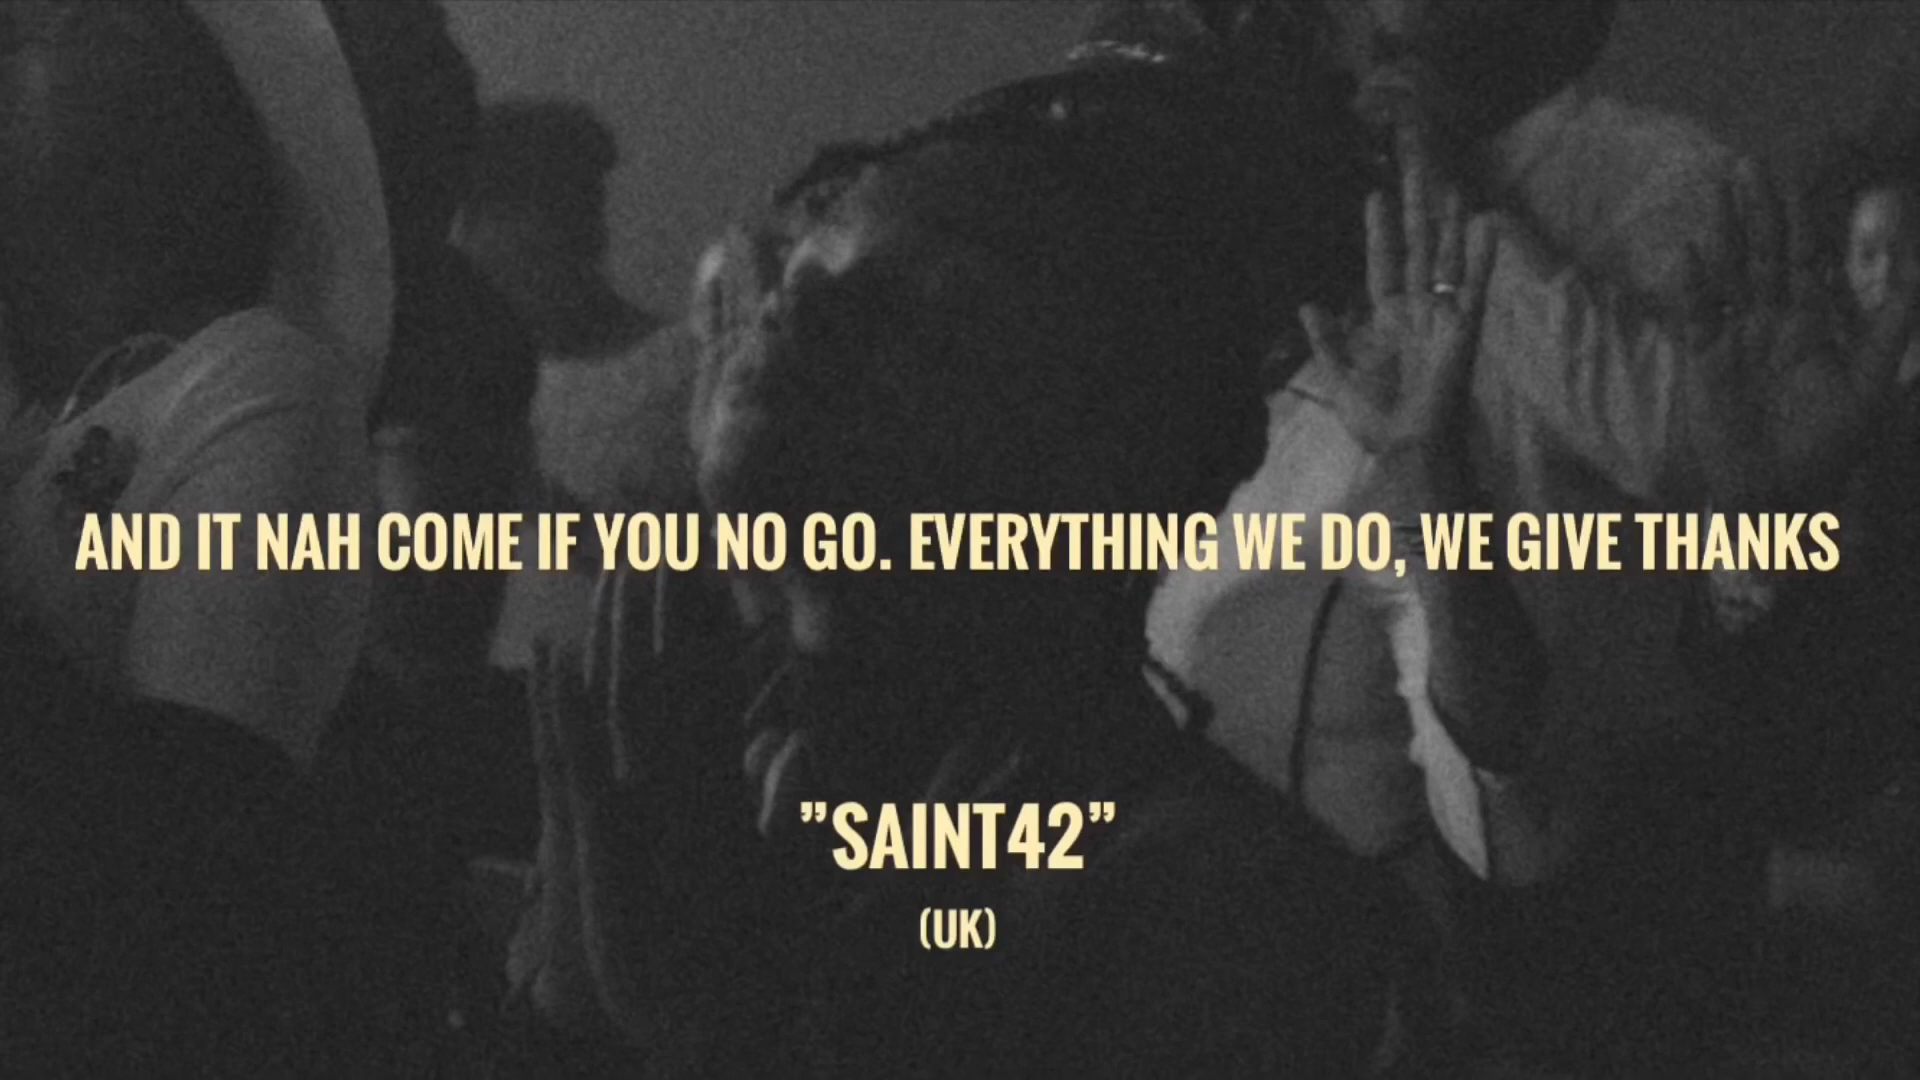 AND IT NAH COME IF YOU NO GO. EVERYTHING WE DO, WE GIVE THANKS
”SAINT42”
(UK)